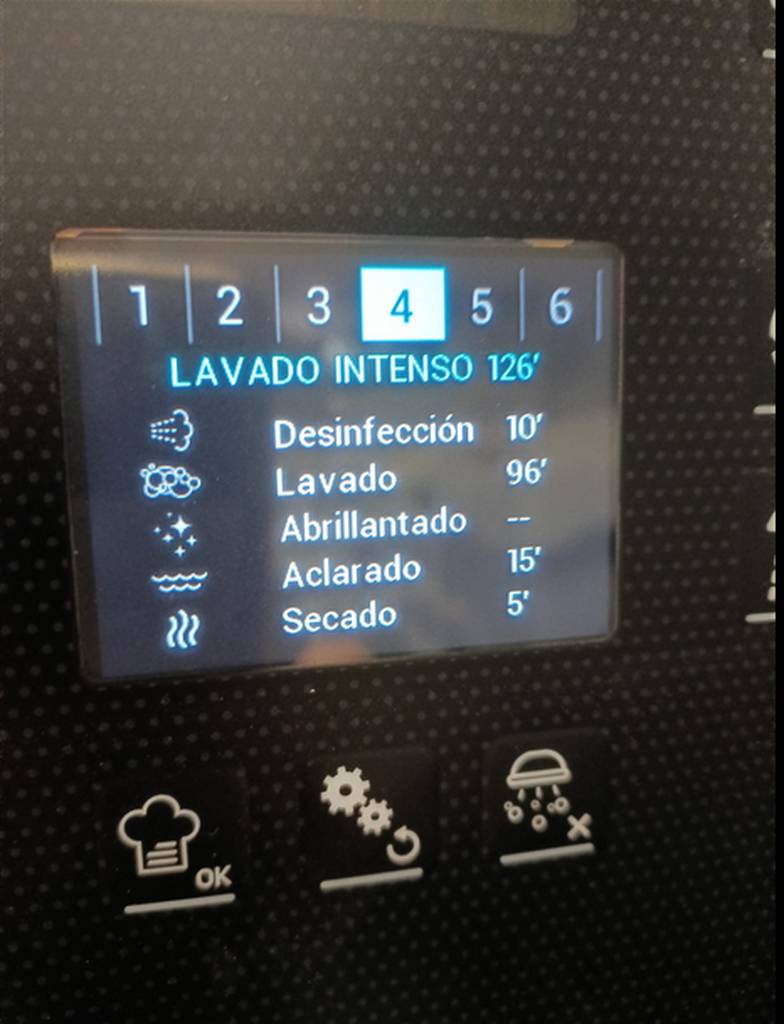 1 2 3 4 5 6
LAVADO INTENSO 126'
Desinfección 10'
Lavado 96'
Abrillantado --
Aclarado 15'
Secado 5'
OK